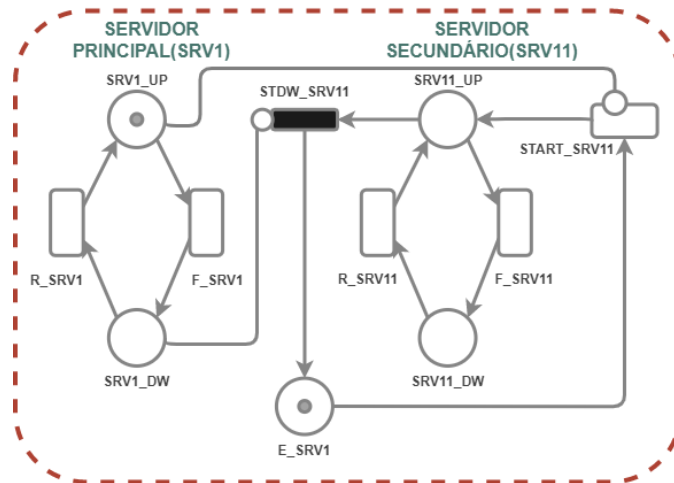 SERVIDOR
PRINCIPAL(SRV1)
SERVIDOR
SECUNDÁRIO(SRV11)
SRV1_UP
STDW_SRV11
SRV11_UP
START_SRV11
R_SRV1
F_SRV1
R_SRV11
F_SRV11
SRV1_DW
SRV11_DW
E_SRV1